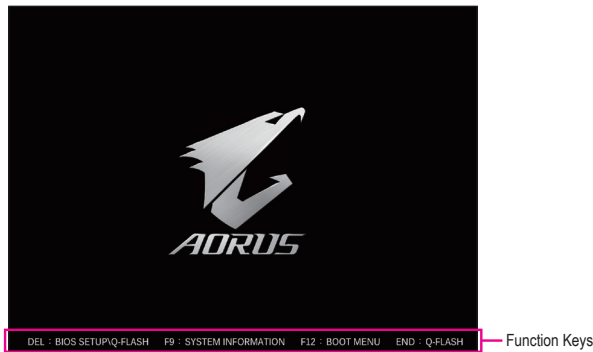 AORUS
DEL : BIOS SETUP\Q-FLASH F9 : SYSTEM INFORMATION F12 : BOOT MENU END : Q-FLASH
Function Keys